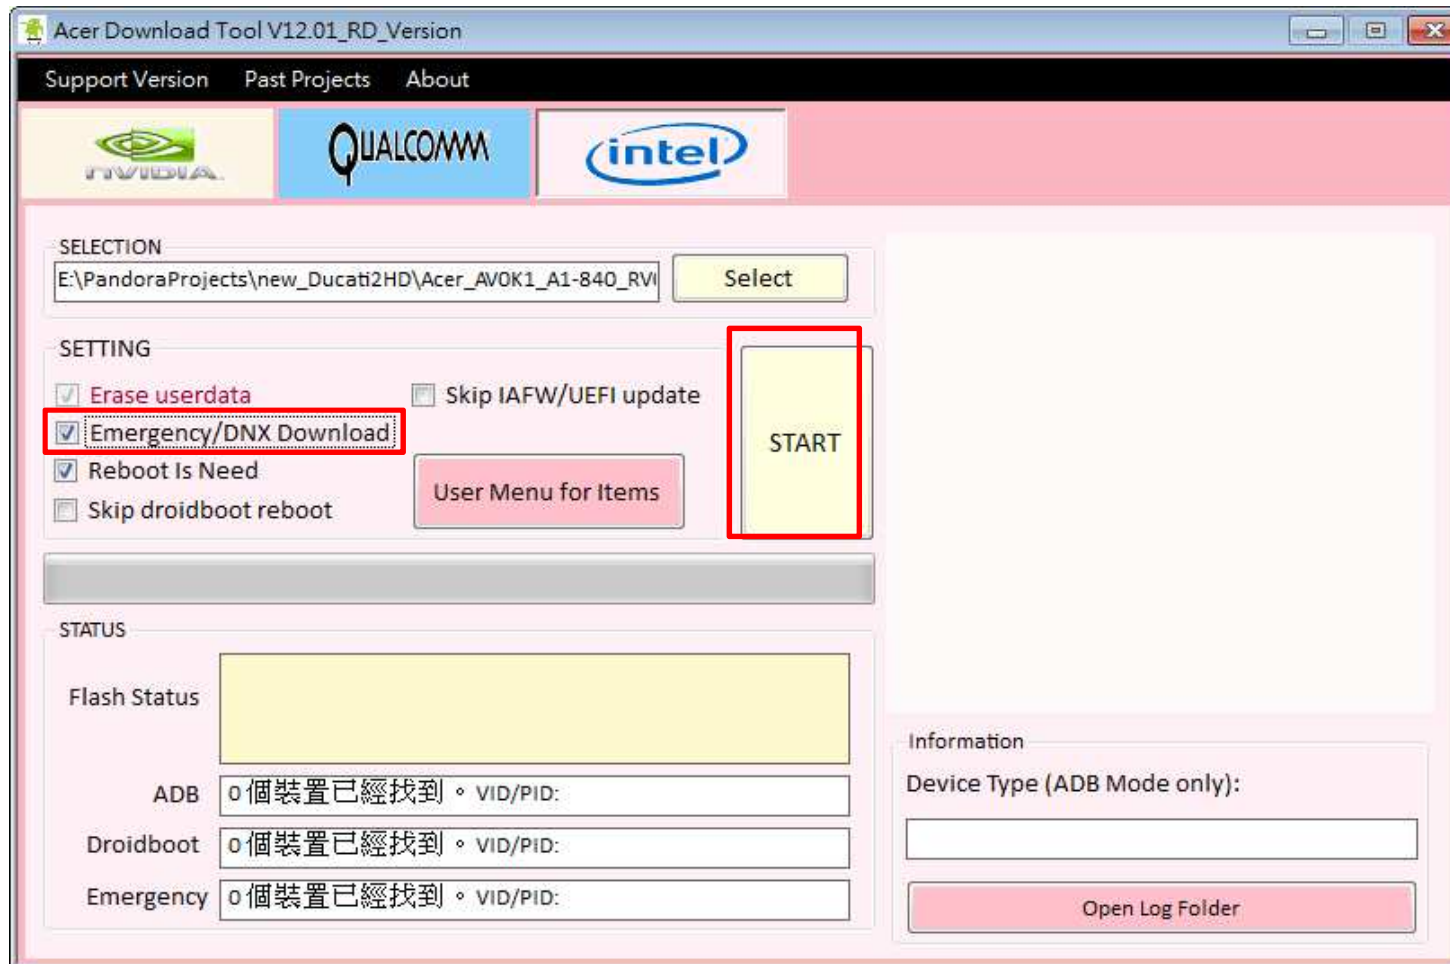 Acer Download Tool V12.01_RD_Version
Support Version Past Projects About
NVIDIA.
QUALCOMM
intel
SELECTION
E:\PandoraProjects\new_Ducati2HD\Acer_AV0K1_A1-840_RV
Select
SETTING
Erase userdata
Skip IAFW/UEFI update
Emergency/DNX Download
Reboot Is Need
Skip droidboot reboot
User Menu for Items
START
STATUS
Flash Status
ADB 0 個裝置已經找到。VID/PID:
Droidboot 0 個裝置已經找到。VID/PID:
Emergency 0 個裝置已經找到。VID/PID:
Information
Device Type (ADB Mode only):
Open Log Folder